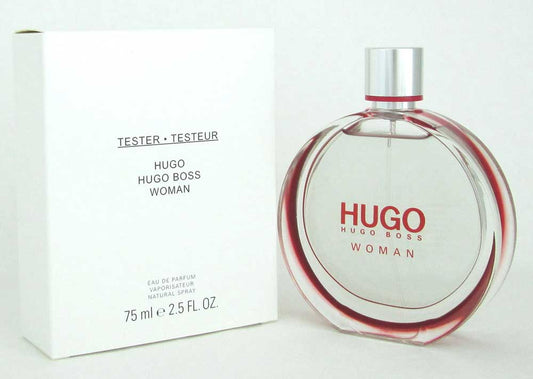 TESTER • TESTEUR
HUGO
HUGO BOSS
WOMAN
EAU DE PARFUM
VAPORISATEUR
NATURAL SPRAY
75 ml e 2.5 FL. OZ.
HUGO
HUGO BOSS
WOMAN